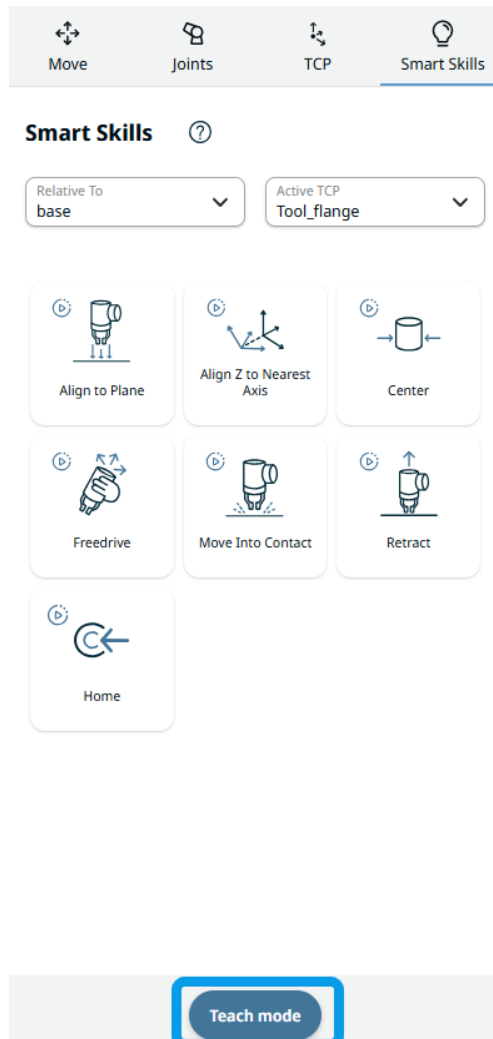 Move
Joints
TCP
Smart Skills
Smart Skills
Relative To
base
Active TCP
Tool_flange
Align to Plane
Align Z to Nearest
Axis
Center
Freedrive
Move Into Contact
Retract
Home
Teach mode